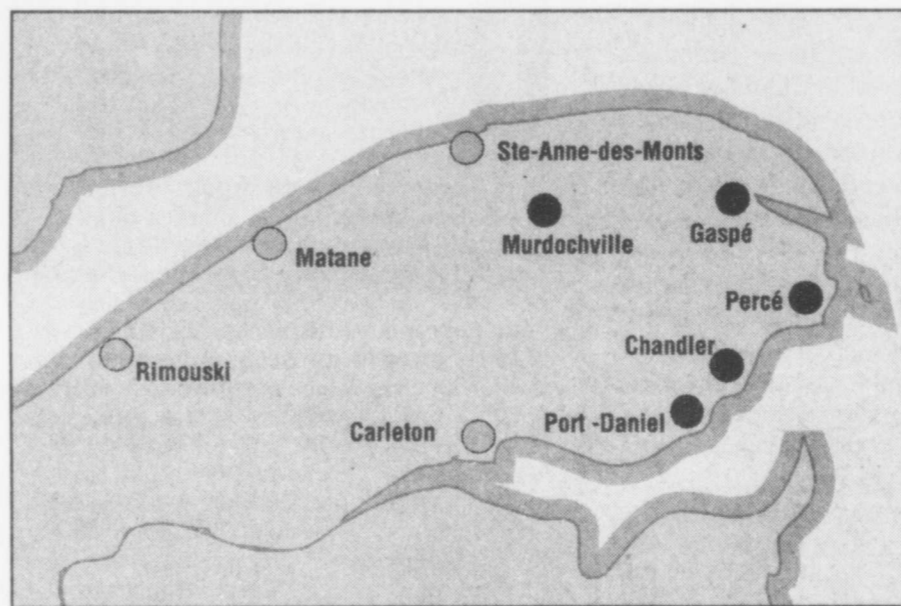 Ste-Anne-des-Monts
Murdochville
Gaspé
Matane
Percé
Chandler
Rimouski
Port -Daniel
Carleton